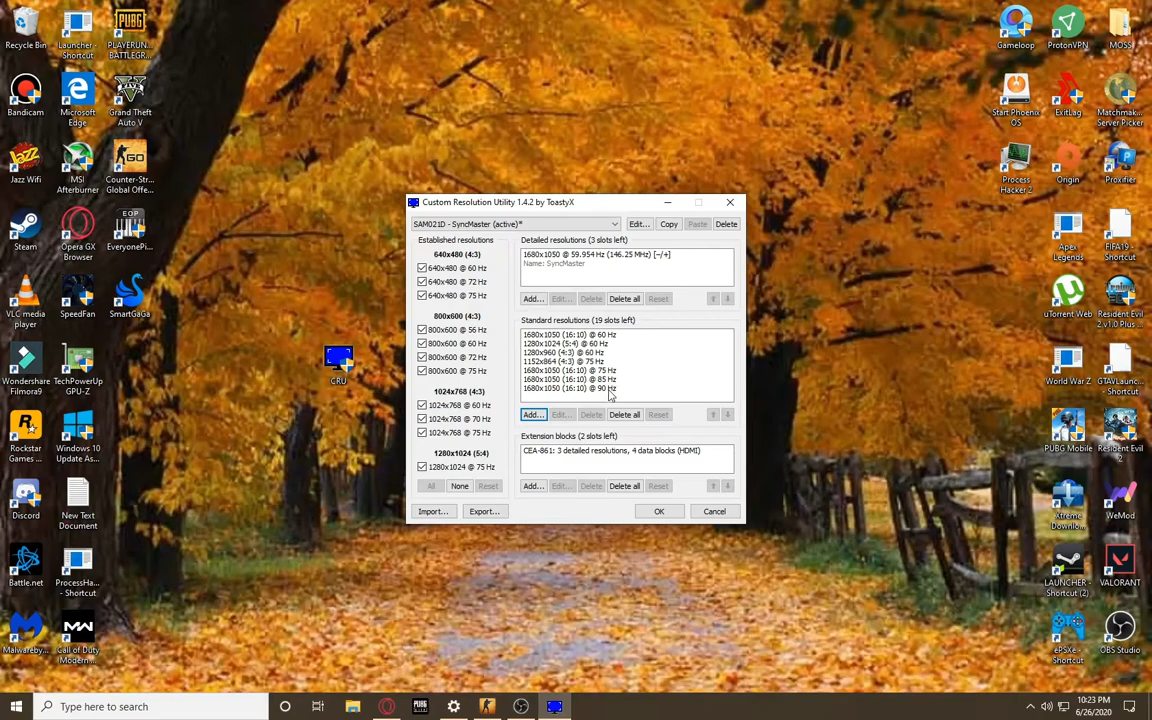 Recycle Bin
Launcher - Shortcut
PLAYERUN... BATTLEGR...
Bandicam
Microsoft Edge
Grand Theft Auto V
Jazz Wifi
MSI Afterburner
Counter-Str... Global Offe...
GO
Steam
Opera GX Browser
EOP
EveryonePi...
VLC media player
SpeedFan
SmartGaGa
Wondershare Filmora9
TechPowerUp GPU-Z
Rockstar Games ...
Windows 10 Update As...
Discord
New Text Document
Battle.net
ProcessHa... - Shortcut
Malwareby...
Call of Duty Modern ...
CRU
Custom Resolution Utility 1.4.2 by ToastyX
SAM021D - SyncMaster (active)*
Edit...
Copy
Paste
Delete
Established resolutions
640x480 (4:3)
640x480 @ 60 Hz
640x480 @ 72 Hz
640x480 @ 75 Hz
800x600 (4:3)
800x600 @ 56 Hz
800x600 @ 60 Hz
800x600 @ 72 Hz
800x600 @ 75 Hz
1024x768 (4:3)
1024x768 @ 60 Hz
1024x768 @ 70 Hz
1024x768 @ 75 Hz
1280x1024 (5:4)
1280x1024 @ 75 Hz
All
None
Reset
Detailed resolutions (3 slots left)
1680x1050 @ 59.954 Hz (146.25 MHz) [−/+]
Name: SyncMaster
Add...
Edit...
Delete
Delete all
Reset
Standard resolutions (19 slots left)
1680x1050 (16:10) @ 60 Hz
1280x1024 (5:4) @ 60 Hz
1280x960 (4:3) @ 60 Hz
1152x864 (4:3) @ 75 Hz
1680x1050 (16:10) @ 75 Hz
1680x1050 (16:10) @ 85 Hz
1680x1050 (16:10) @ 90 Hz
Add...
Edit...
Delete
Delete all
Reset
Extension blocks (2 slots left)
CEA-861: 3 detailed resolutions, 4 data blocks (HDMI)
Add...
Edit...
Delete
Delete all
Reset
Import...
Export...
OK
Cancel
Gameloop
ProtonVPN
MOSS
Start Phoenix OS
ExitLag
Matchmak... Server Picker
Process Hacker 2
Origin
Proxifier
Apex Legends
GTA V
FIFA19 - Shortcut
uTorrent Web
Resident Evil 2.v1.0 Plus ...
World War Z
GTAVLaunc... - Shortcut
PUBG Mobile
Resident Evil 2
Xtreme Downlo...
WeMod
LAUNCHER - Shortcut (2)
VALORANT
ePSXe - Shortcut
OBS Studio
Type here to search
10:23 PM
6/26/2020